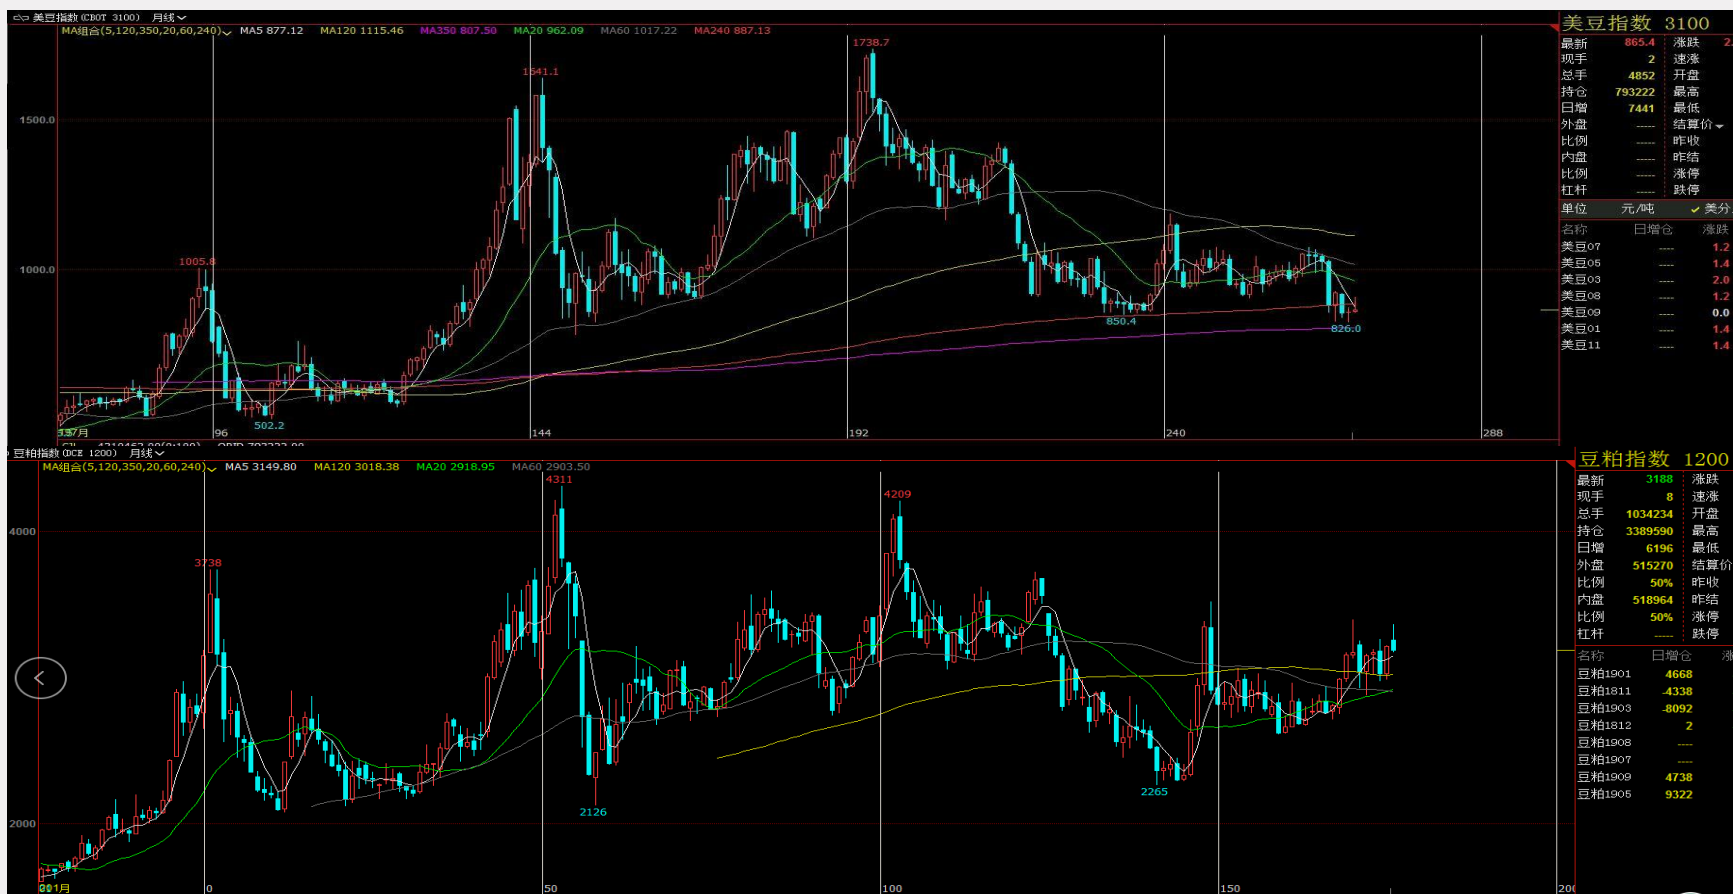 美豆指数(CBOT 3100) 月线
MA组合(5,120,350,20,60,240) MA5 877.12 MA120 1115.46 MA350 807.50 MA20 962.09 MA60 1017.22 MA240 887.13
1738.7
1641.1
1500.0
1005.8
1000.0
850.4
826.0
502.2
96 144 192 240 288
美豆指数 3100
最新 865.4 涨跌 2.
现手 2 速涨
总手 4852 开盘
持仓 793222 最高
日增 7441 最低
外盘 ---- 结算价
比例 ---- 昨收
内盘 ---- 昨结
比例 ---- 涨停
杠杆 ---- 跌停
单位 元/吨 ✓ 美分
名称 日增仓 涨跌
美豆07 ---- 1.2
美豆05 ---- 1.4
美豆03 ---- 2.0
美豆08 ---- 1.2
美豆09 ---- 0.0
美豆01 ---- 1.4
美豆11 ---- 1.4
豆粕指数(DCE 1200) 月线
MA组合(5,120,350,20,60,240) MA5 3149.80 MA120 3018.38 MA20 2918.95 MA60 2903.50
4311
4209
4000
3738
2265
2126
2000
0 50 100 150 200
豆粕指数 1200
最新 3188 涨跌
现手 8 速涨
总手 1034234 开盘
持仓 3389590 最高
日增 6196 最低
外盘 515270 结算价
比例 50% 昨收
内盘 518964 昨结
比例 50% 涨停
杠杆 ---- 跌停
名称 日增仓 涨
豆粕1901 4668
豆粕1811 -4338
豆粕1903 -8092
豆粕1812 2
豆粕1908 ----
豆粕1907 ----
豆粕1909 4738
豆粕1905 9322